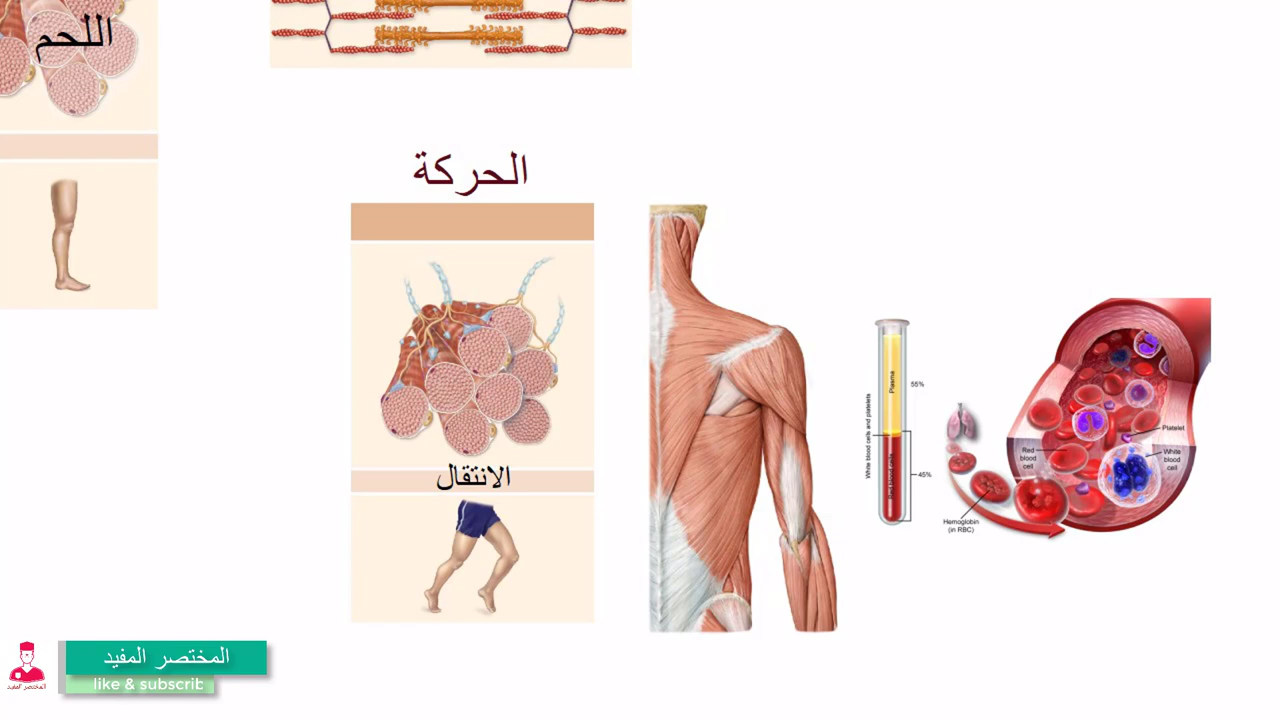 اللحم
الحركة
الانتقال
Plasma
55%
White blood cells and platelets
45%
Hemoglobin
(in RBC)
Red
blood
cell
Platelet
White
blood
cell
المختصر المفيد
like & subscrib
المختصر المفيد